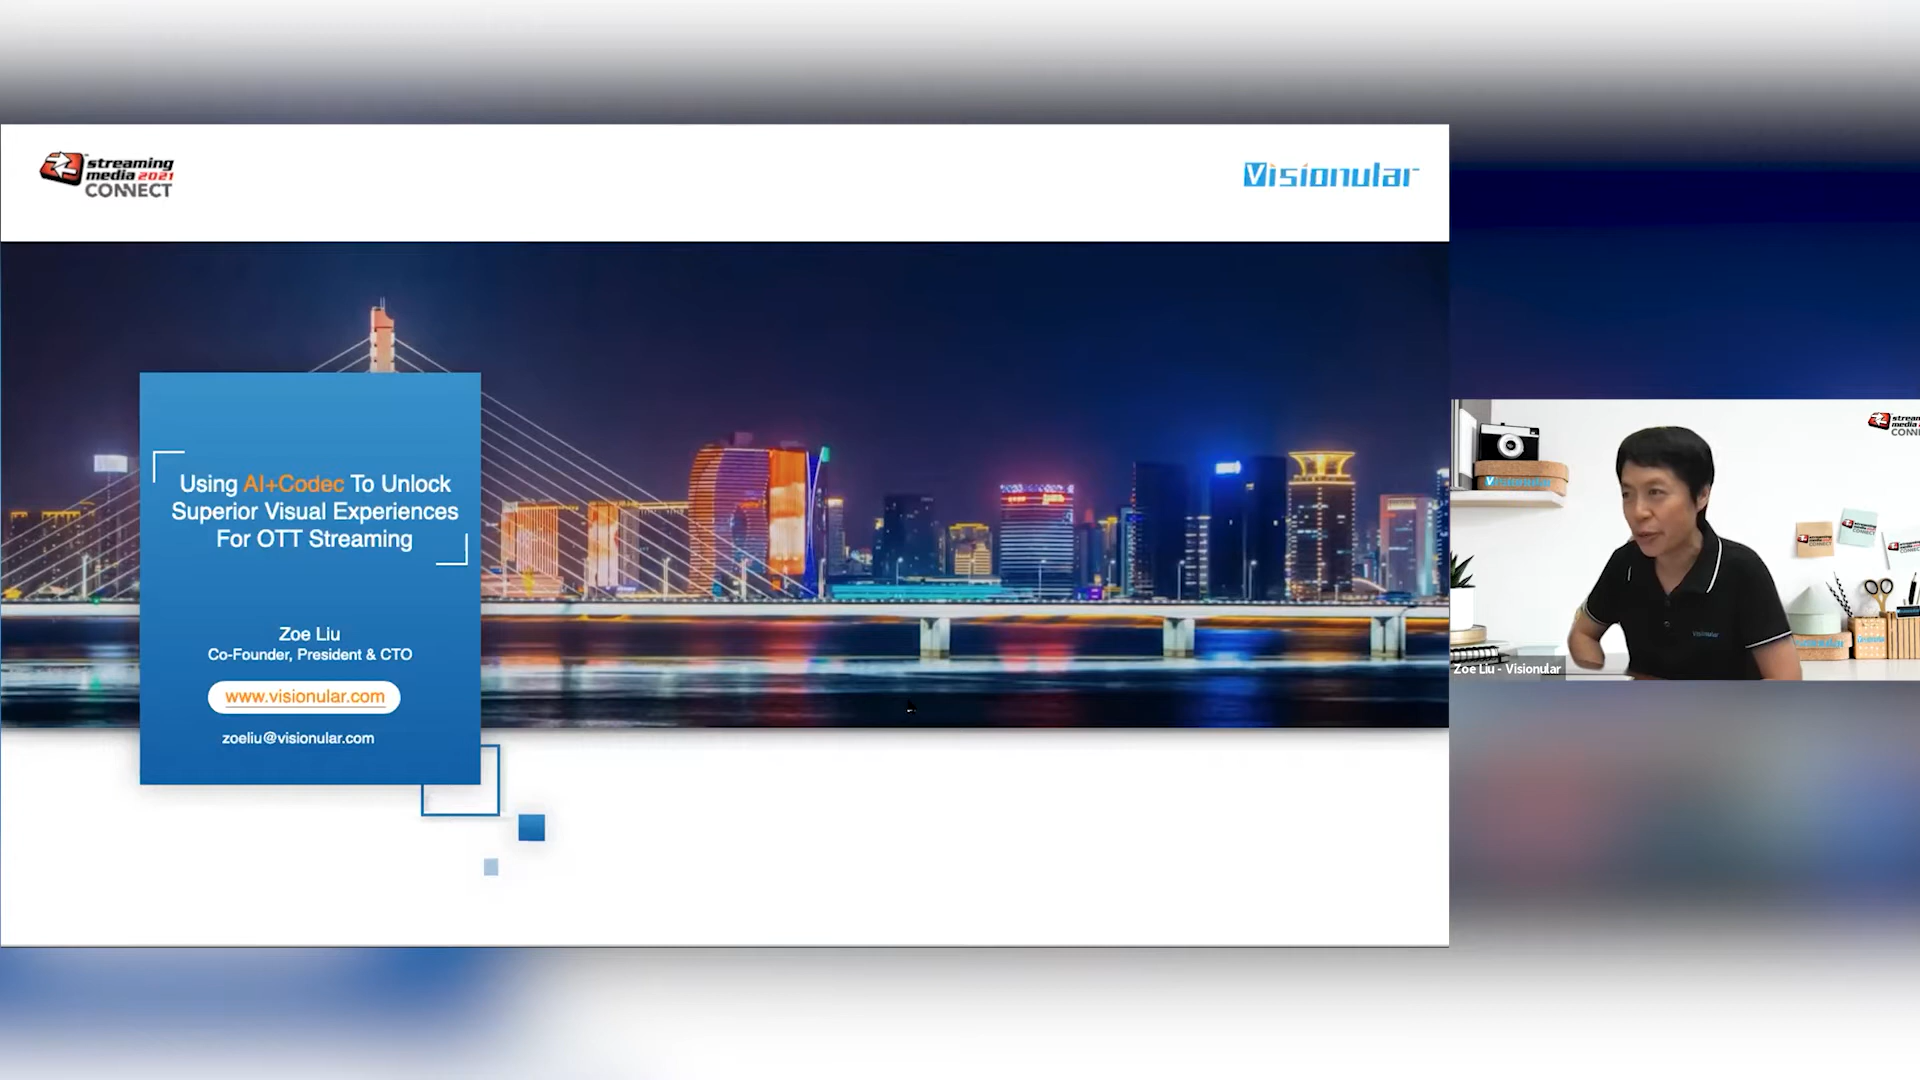 streaming
media 2021
CONNECT
Visionular
Using AI+Codec To Unlock
Superior Visual Experiences
For OTT Streaming
Zoe Liu
Co-Founder, President & CTO
www.visionular.com
zoeliu@visionular.com
Visionular
Zoe Liu - Visionular